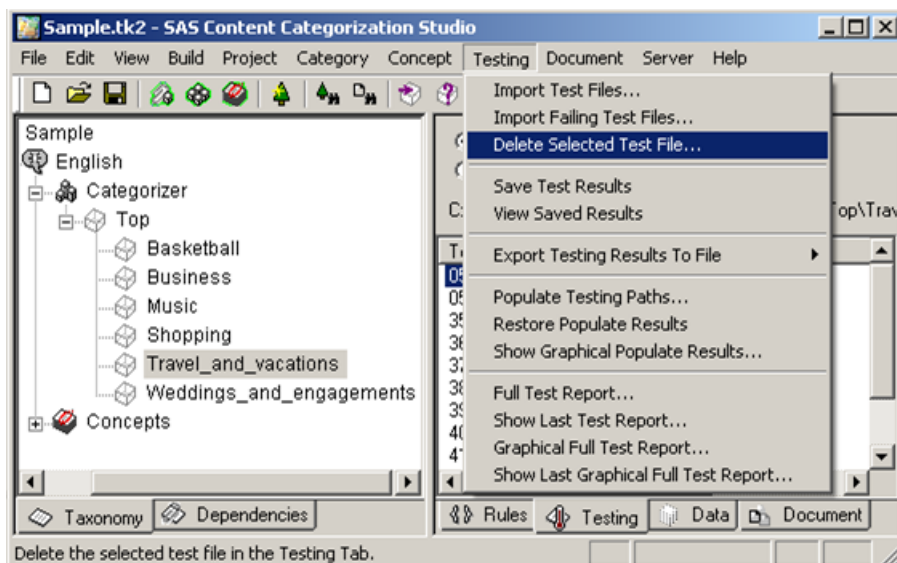 Sample.tk2 - SAS Content Categorization Studio
File Edit View Build Project Category Concept Testing Document Server Help
Import Test Files...
Import Failing Test Files...
Delete Selected Test File...
Save Test Results
View Saved Results
Export Testing Results To File
Populate Testing Paths...
Restore Populate Results
Show Graphical Populate Results...
Full Test Report...
Show Last Test Report...
Graphical Full Test Report...
Show Last Graphical Full Test Report...
Sample
English
Categorizer
Top
Basketball
Business
Music
Shopping
Travel_and_vacations
Weddings_and_engagements
Concepts
C:
op\Trav
35
39
Taxonomy Dependencies
Rules Testing Data Document
Delete the selected test file in the Testing Tab.